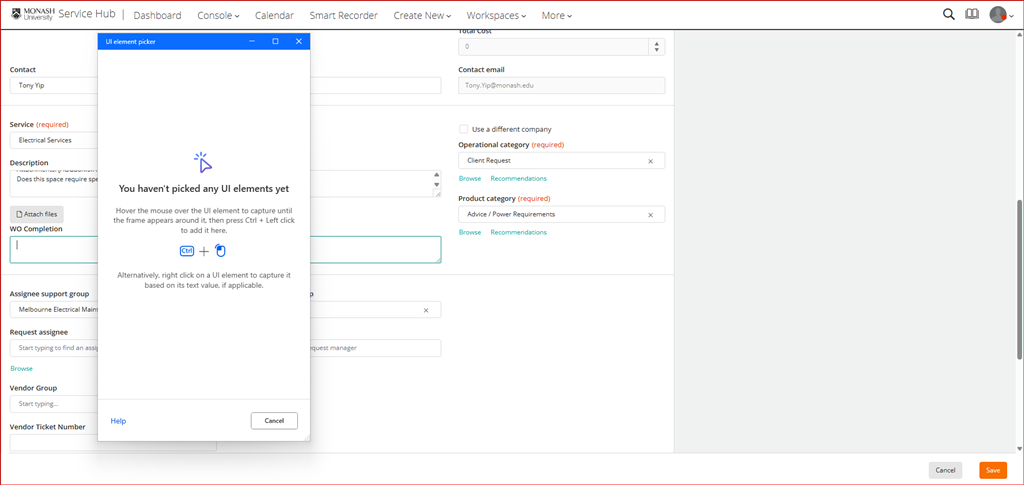 MONASH University Service Hub Dashboard Console Calendar Smart Recorder Create New Workspaces More
UI element picker
Total Cost
0
Contact
Contact email
Tony Yip
Tony.Yip@monash.edu
Service (required)
Use a different company
Electrical Services
Operational category (required)
Client Request
Description
Does this space require spe
Browse Recommendations
Product category (required)
Attach files
Advice / Power Requirements
WO Completion
Browse Recommendations
You haven't picked any UI elements yet
Hover the mouse over the UI element to capture until
the frame appears around it, then press Ctrl + Left click
to add it here.
Ctrl +
Alternatively, right click on a UI element to capture it
based on its text value, if applicable.
Assignee support group
p
Melbourne Electrical Main
Request assignee
Start typing to find an assig
quest manager
Browse
Vendor Group
Start typing...
Help Cancel
Vendor Ticket Number
Cancel Save